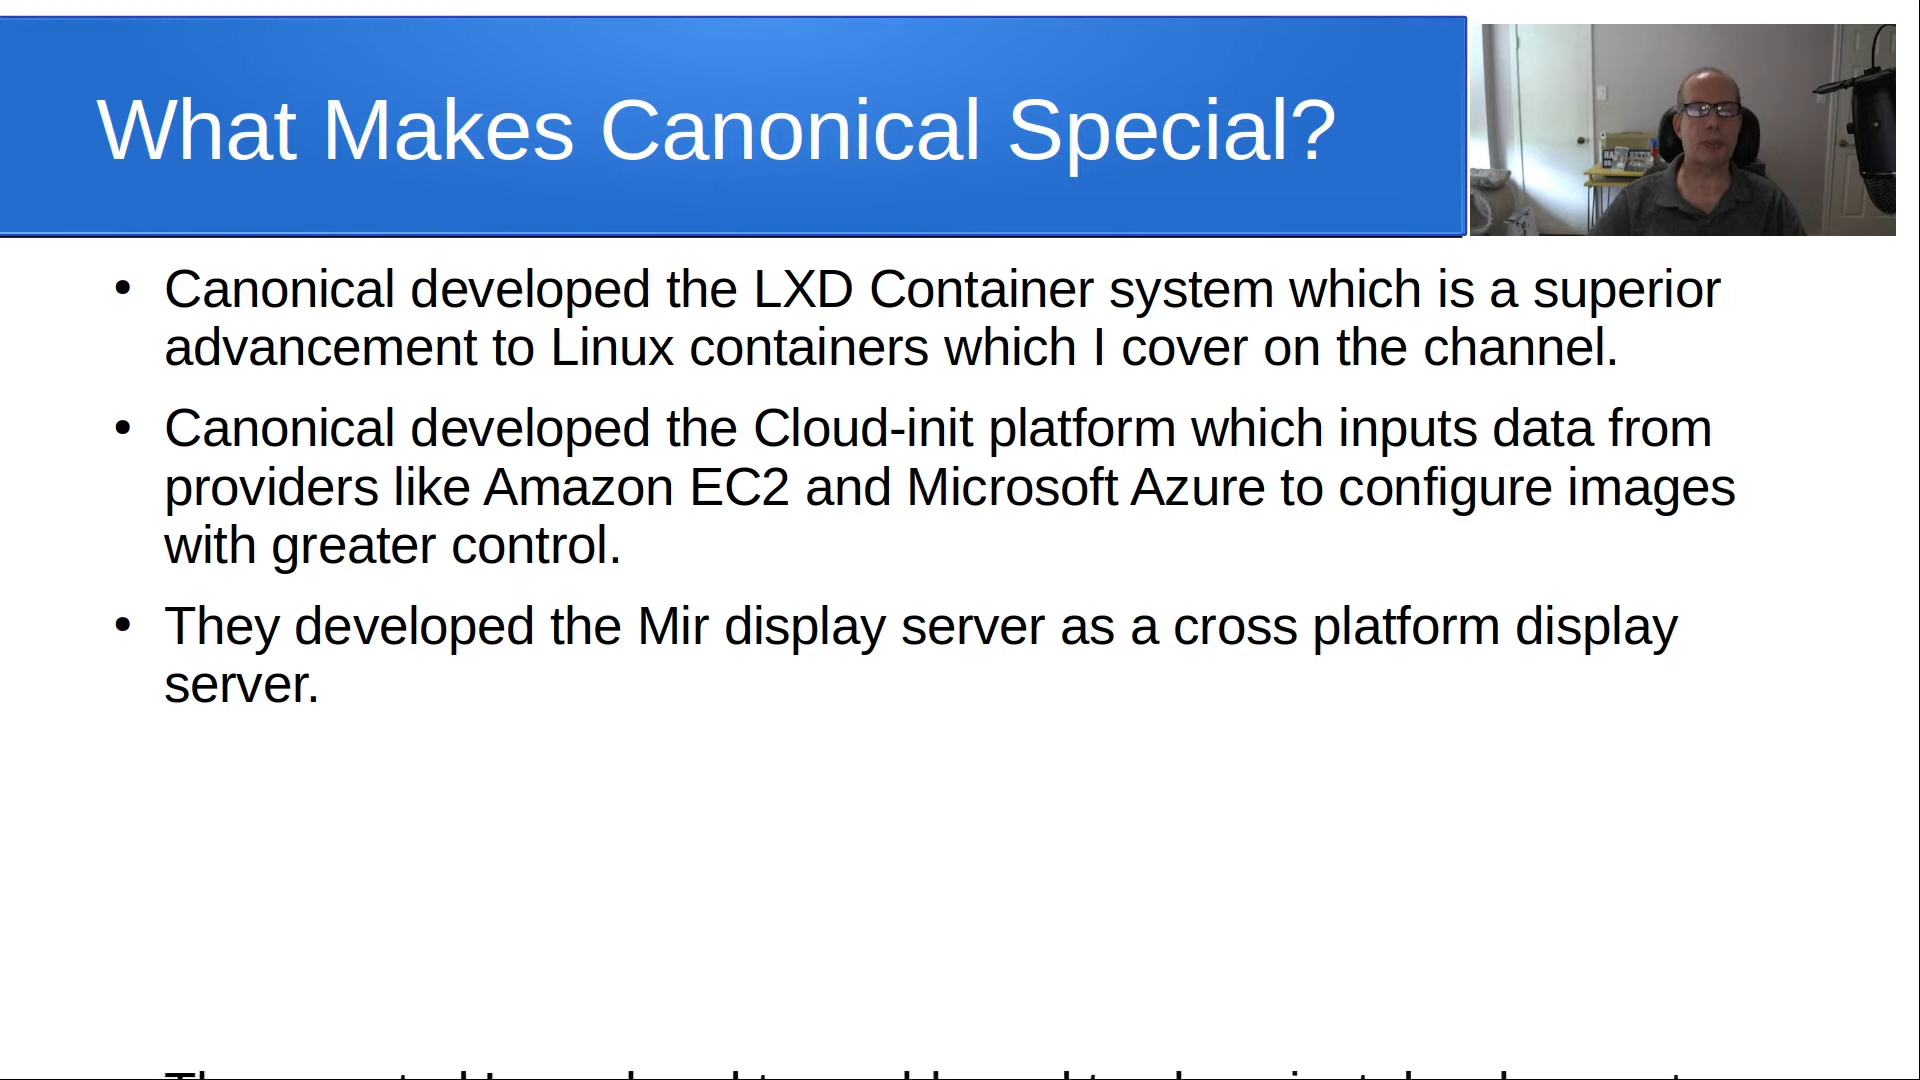 What Makes Canonical Special?
• Canonical developed the LXD Container system which is a superior
advancement to Linux containers which I cover on the channel.
• Canonical developed the Cloud-init platform which inputs data from
providers like Amazon EC2 and Microsoft Azure to configure images
with greater control.
• They developed the Mir display server as a cross platform display
server.